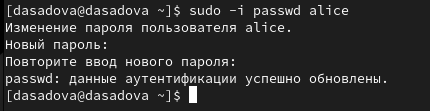 [dasadova@dasadova ~]$ sudo -i passwd alice
Изменение пароля пользователя alice.
Новый пароль:
Повторите ввод нового пароля:
passwd: данные аутентификации успешно обновлены.
[dasadova@dasadova ~]$